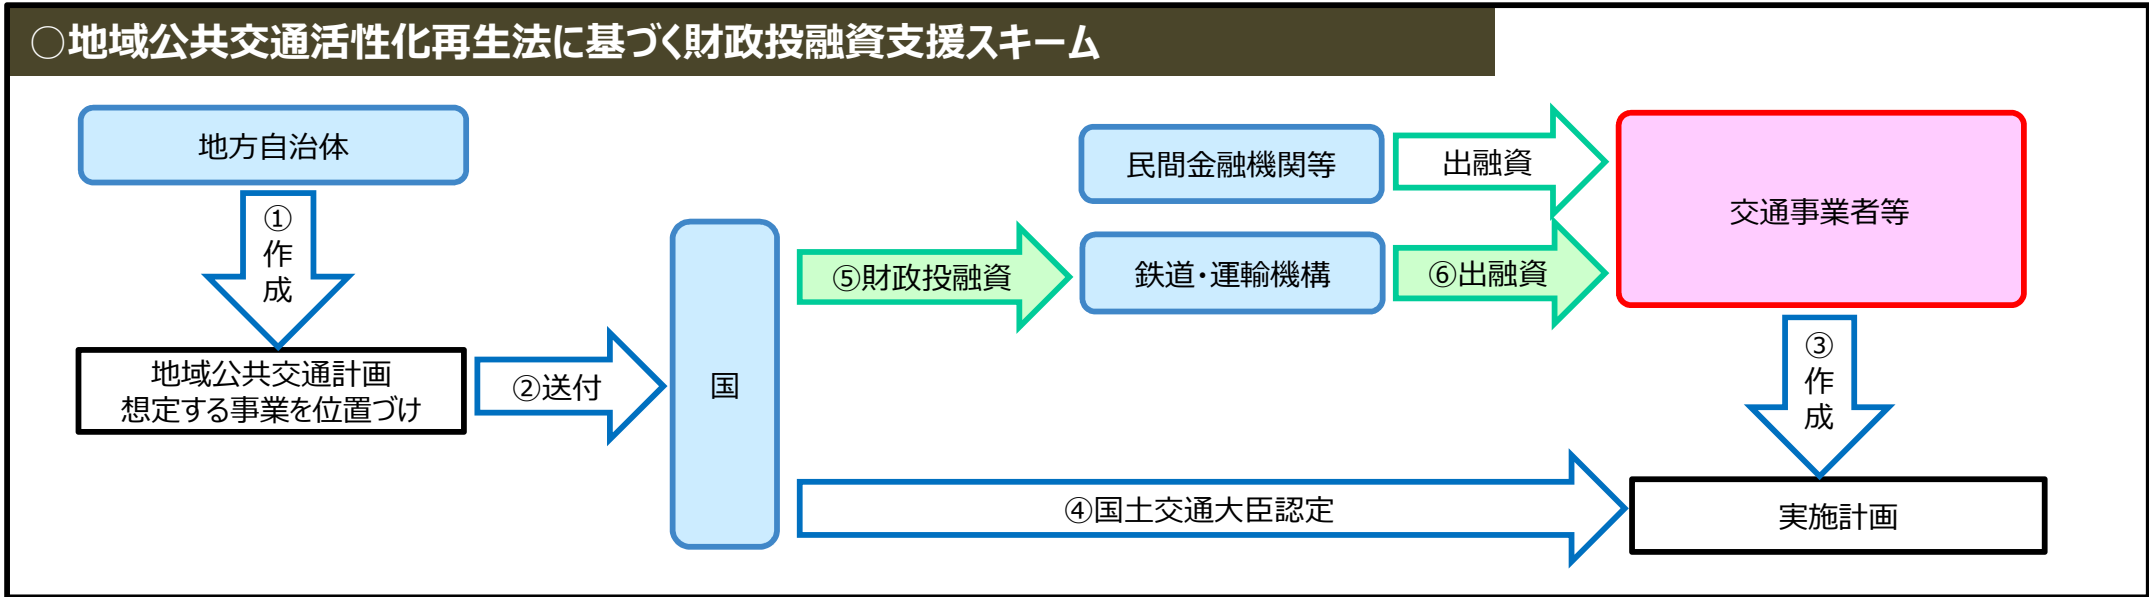 ○地域公共交通活性化再生法に基づく財政投融資支援スキーム
地方自治体
①
作
成
地域公共交通計画
想定する事業を位置づけ
②送付
国
⑤財政投融資
民間金融機関等
出融資
鉄道・運輸機構
⑥出融資
交通事業者等
③
作
成
④国土交通大臣認定
実施計画